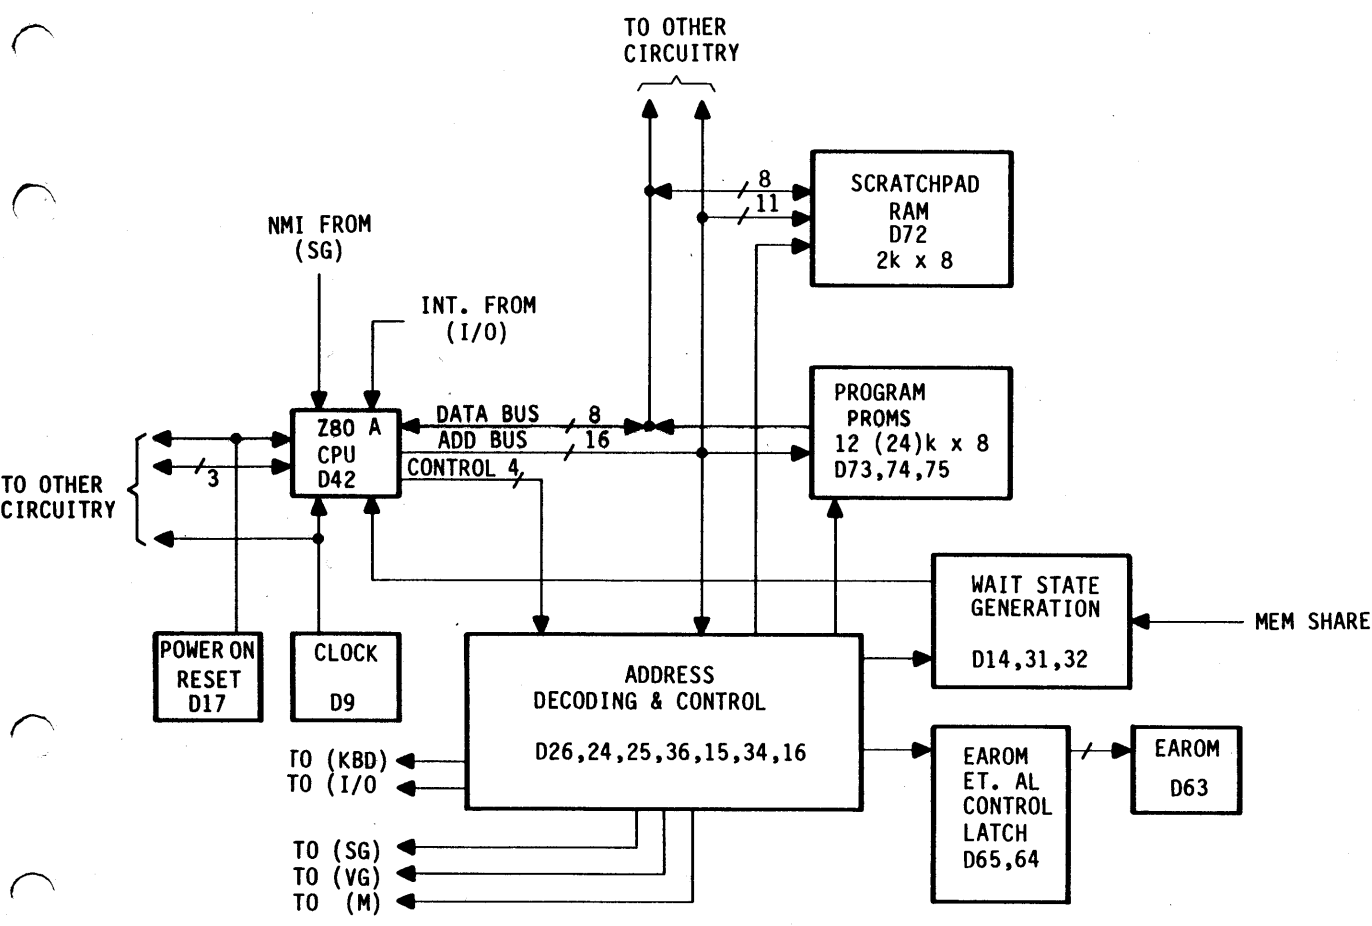 TO OTHER
CIRCUITRY
8
11
SCRATCHPAD
RAM
D72
2k x 8
NMI FROM
(SG)
INT. FROM
(I/O)
Z80 A
CPU
D42
DATA BUS 8
ADD BUS 16
CONTROL 4
PROGRAM
PROMS
12 (24)k x 8
D73,74,75
3
TO OTHER
CIRCUITRY
POWER ON
RESET
D17
CLOCK
D9
WAIT STATE
GENERATION
D14,31,32
MEM SHARE
ADDRESS
DECODING & CONTROL
D26,24,25,36,15,34,16
EAROM
ET. AL
CONTROL
LATCH
D65,64
EAROM
D63
TO (KBD)
TO (I/O
TO (SG)
TO (VG)
TO (M)